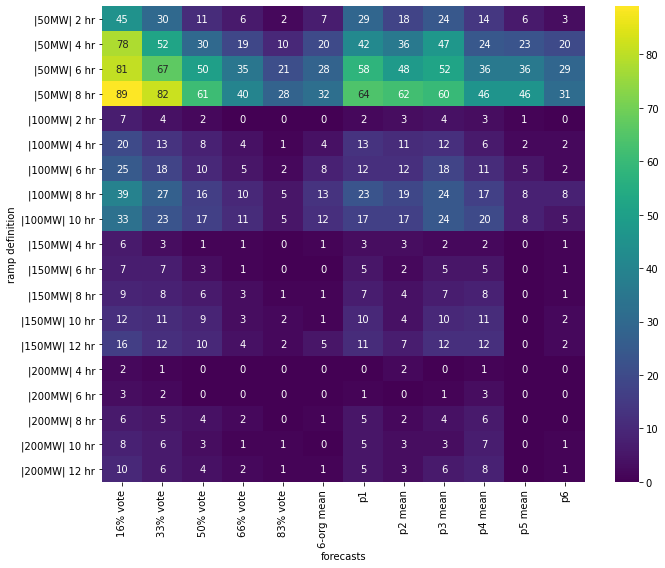 |50MW| 2 hr 45 30 11 6 2 7 29 18 24 14 6 3
|50MW| 4 hr 78 52 30 19 10 20 42 36 47 24 23 20
|50MW| 6 hr 81 67 50 35 21 28 58 48 52 36 36 29
|50MW| 8 hr 89 82 61 40 28 32 64 62 60 46 46 31
|100MW| 2 hr 7 4 2 0 0 0 2 3 4 3 1 0
|100MW| 4 hr 20 13 8 4 1 4 13 11 12 6 2 2
|100MW| 6 hr 25 18 10 5 2 8 12 12 18 11 5 2
|100MW| 8 hr 39 27 16 10 5 13 23 19 24 17 8 8
|100MW| 10 hr 33 23 17 11 5 12 17 17 24 20 8 5
|150MW| 4 hr 6 3 1 1 0 1 3 3 2 2 0 1
|150MW| 6 hr 7 7 3 1 0 0 5 2 5 5 0 1
|150MW| 8 hr 9 8 6 3 1 1 7 4 7 8 0 1
|150MW| 10 hr 12 11 9 3 2 1 10 4 10 11 0 2
|150MW| 12 hr 16 12 10 4 2 5 11 7 12 12 0 2
|200MW| 4 hr 2 1 0 0 0 0 0 2 0 1 0 0
|200MW| 6 hr 3 2 0 0 0 0 1 0 1 3 0 0
|200MW| 8 hr 6 5 4 2 0 1 5 2 4 6 0 0
|200MW| 10 hr 8 6 3 1 1 0 5 3 3 7 0 1
|200MW| 12 hr 10 6 4 2 1 1 5 3 6 8 0 1
ramp definition
16% vote
33% vote
50% vote
66% vote
83% vote
6-org mean
p1
p2 mean
p3 mean
p4 mean
p5 mean
p6
forecasts
80
70
60
50
40
30
20
10
0